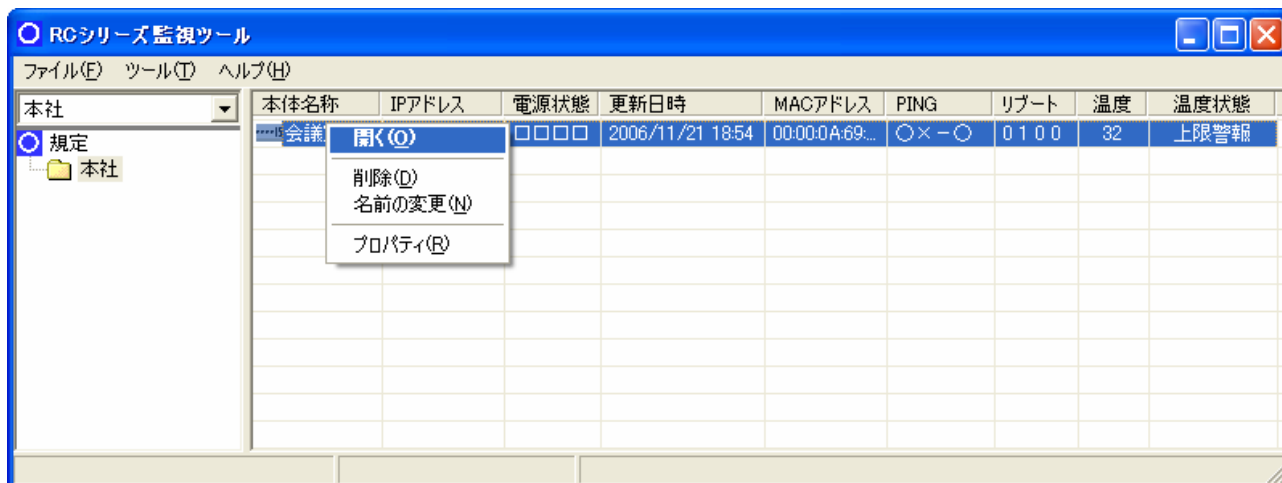 RCシリーズ 監視ツール
ファイル(F) ツール(T) ヘルプ(H)
本社
規定
本社
本体名称 IPアドレス 電源状態 更新日時 MACアドレス PING リブート 温度 温度状態
会議 □□□□ 2006/11/21 18:54 00:00:0A:69:... ○×-○ 0 1 0 0 32 上限警報
開く(O)
削除(D)
名前の変更(N)
プロパティ(R)